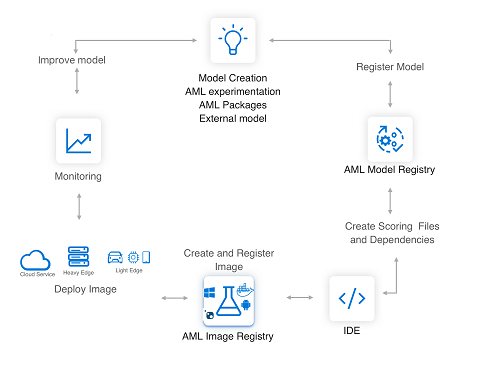 Improve model
Model Creation
AML experimentation
AML Packages
External model
Register Model
Monitoring
AML Model Registry
Create Scoring Files
and Dependencies
Cloud Service
Heavy Edge
Light Edge
Deploy Image
Create and Register
Image
AML Image Registry
IDE